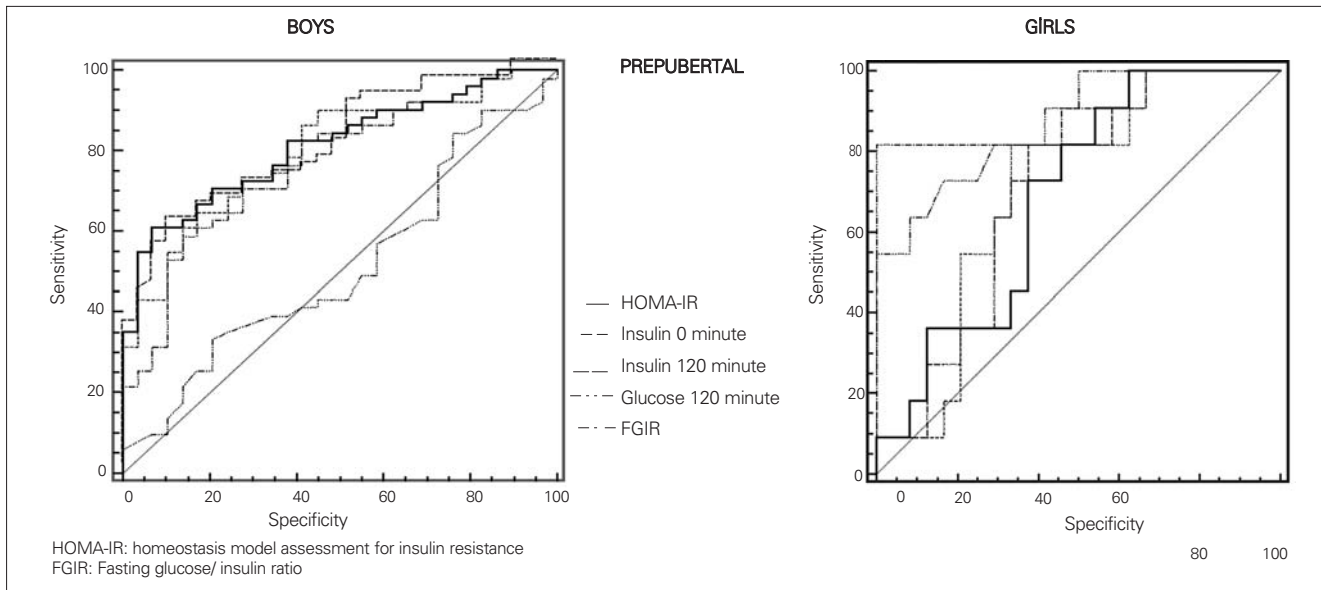 BOYS
GİRLS
PREPUBERTAL
100
80
60
40
20
0
Sensitivity
0 20 40 60 80 100
Specificity
HOMA-IR
Insulin 0 minute
Insulin 120 minute
Glucose 120 minute
FGIR
100
80
60
40
20
0
Sensitivity
0 20 40 60
Specificity
80 100
HOMA-IR: homeostasis model assessment for insulin resistance
FGIR: Fasting glucose/ insulin ratio